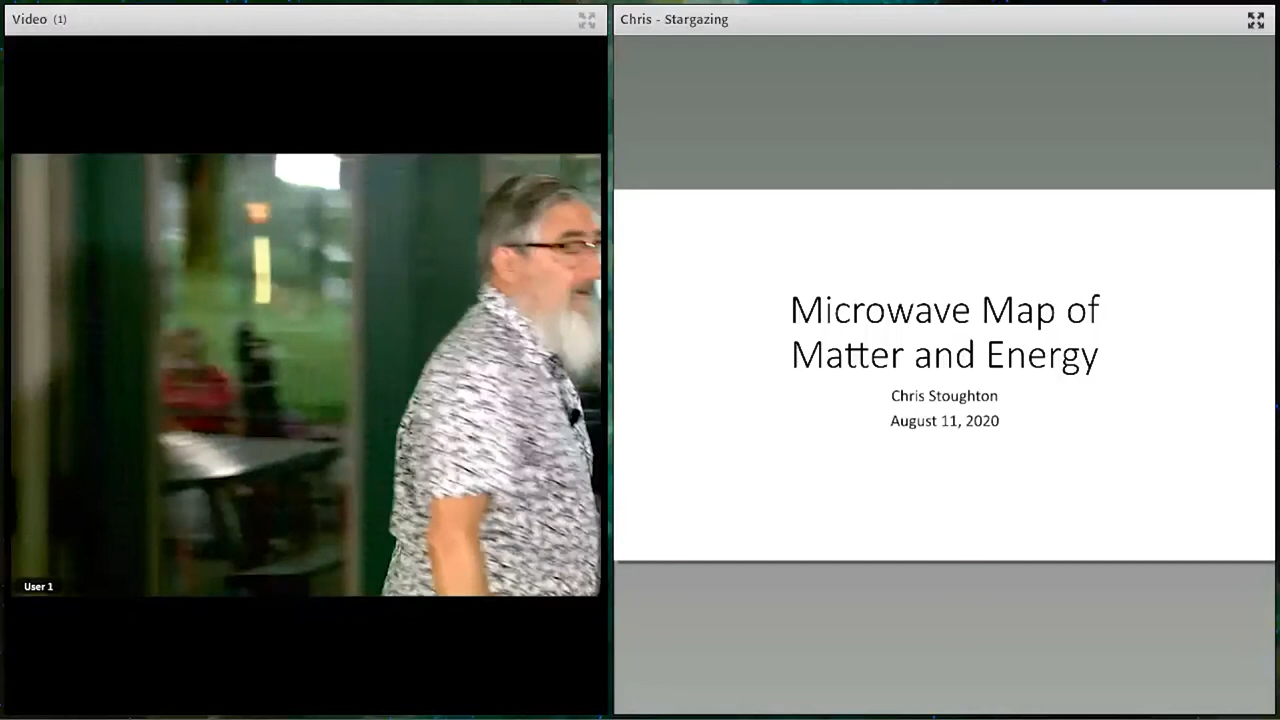 Video (1)
User 1
Chris - Stargazing
Microwave Map of
Matter and Energy
Chris Stoughton
August 11, 2020